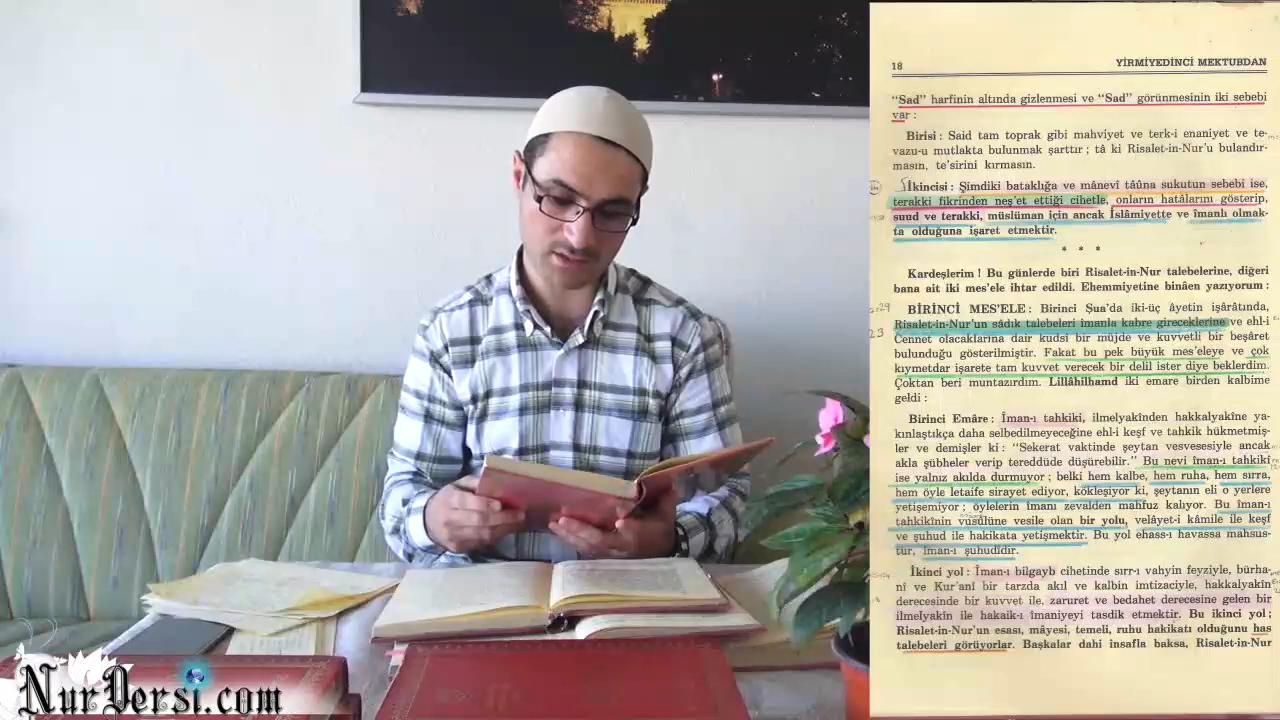 18
YİRMİYEDİNCİ MEKTUBDAN
"Sad" harfinin altında gizlenmesi ve "Sad" görünmesinin iki sebebi
var :
Birisi : Said tam toprak gibi mahviyet ve terk-i enaniyet ve te-
vazu-u mutlakta bulunmak şarttır ; tâ ki Risalet-in-Nur'u bulandır-
masın, te'sirini kırmasın.
İkincisi : Şimdiki bataklığa ve mânevî tâûna sukutun sebebi ise,
terakki fikrinden neş'et ettiği cihetle, onların hatâlarını gösterip,
suud ve terakki, müslüman için ancak İslâmiyette ve îmanlı olmak-
ta olduğuna işaret etmektir.
* * *
Kardeşlerim ! Bu günlerde biri Risalet-in-Nur talebelerine, diğeri
bana ait iki mes'ele ihtar edildi. Ehemmiyetine binâen yazıyorum :
BİRİNCİ MES'ELE : Birinci Şua'da iki-üç âyetin işârâtında,
Risalet-in-Nur'un sâdık talebeleri imanla kabre gireceklerine ve ehl-i
Cennet olacaklarına dair kudsî bir müjde ve kuvvetli bir beşâret
bulunduğu gösterilmiştir. Fakat bu pek büyük mes'eleye ve çok
kıymetdar işarete tam kuvvet verecek bir delil ister diye beklerdim.
Çoktan beri muntazırdım. Lillâhilhamd iki emare birden kalbime
geldi :
Birinci Emâre : Îman-ı tahkikî, ilmelyakînden hakkalyakîne ya-
kınlaştıkça daha selbedilmeyeceğine ehl-i keşf ve tahkik hükmetmiş-
ler ve demişler ki : "Sekerat vaktinde şeytan vesvesesiyle ancak
akla şübheler verip tereddüde düşürebilir." Bu nevi îman-ı tahkikî
ise yalnız akılda durmuyor ; belki hem kalbe, hem ruha, hem sırra,
hem öyle letaife sirayet ediyor, kökleşiyor ki, şeytanın eli o yerlere
yetişemiyor ; öylelerin îmanı zevalden mahfuz kalıyor. Bu îman-ı
tahkikînin vüsûlüne vesile olan bir yolu, velâyet-i kâmile ile keşf
ve şuhud ile hakikata yetişmektir. Bu yol ehass-ı havassa mahsus-
tur, îman-ı şuhudîdir.
İkinci yol : Îman-ı bilgayb cihetinde sırr-ı vahyin feyziyle, bürha-
nî ve Kur'anî bir tarzda akıl ve kalbin imtizaciyle, hakkalyakîn
derecesinde bir kuvvet ile, zaruret ve bedahet derecesine gelen bir
ilmelyakîn ile hakaik-ı îmaniyeyi tasdik etmektir. Bu ikinci yol ;
Risalet-in-Nur'un esası, mâyesi, temeli, ruhu hakikatı olduğunu has
talebeleri görüyorlar. Başkalar dahi insafla baksa, Risalet-in-Nur
NurDersi.com